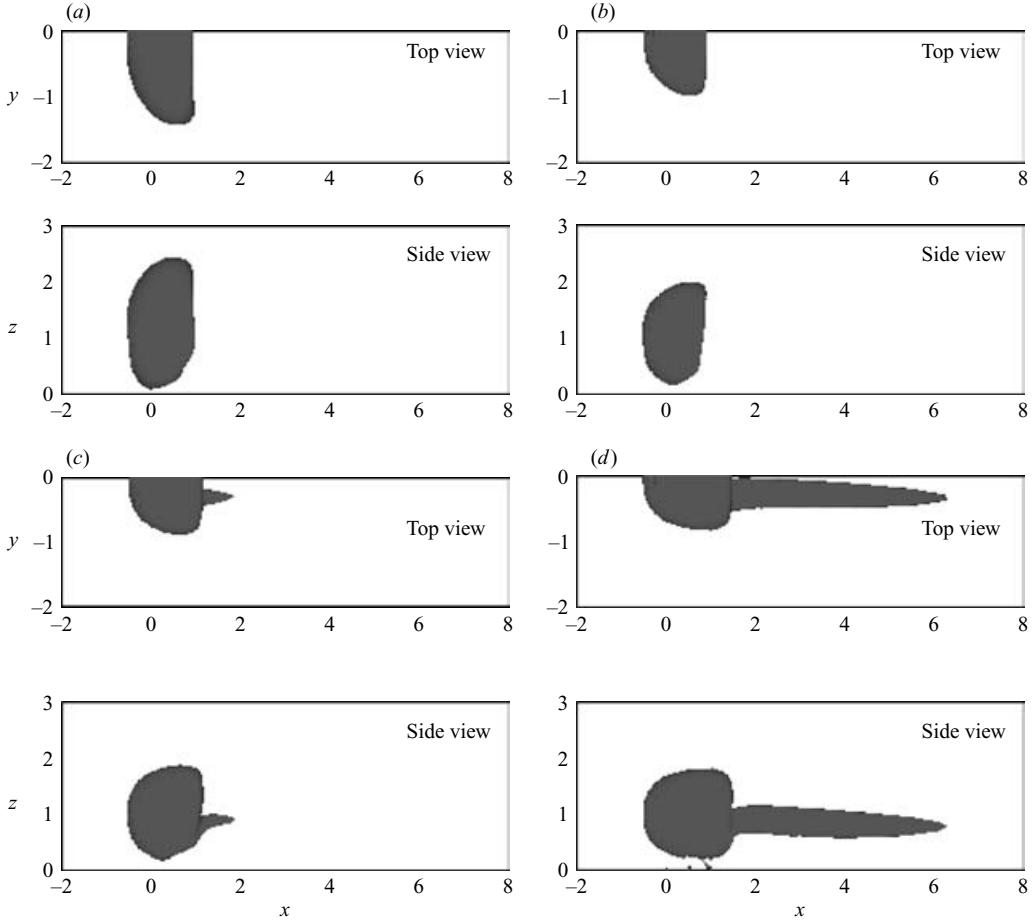 (a) (b)
0 Top view 0 Top view
y –1 –1
–2 –2
–2 0 2 4 6 8 –2 0 2 4 6 8
3 3
Side view Side view
2 2
z 1 1
0 0
–2 0 2 4 6 8 –2 0 2 4 6 8
(c) (d)
0 0
Top view Top view
y –1 –1
–2 –2
–2 0 2 4 6 8 –2 0 2 4 6 8
3 3
Side view Side view
2 2
z 1 1
0 0
–2 0 2 4 6 8 –2 0 2 4 6 8
x x